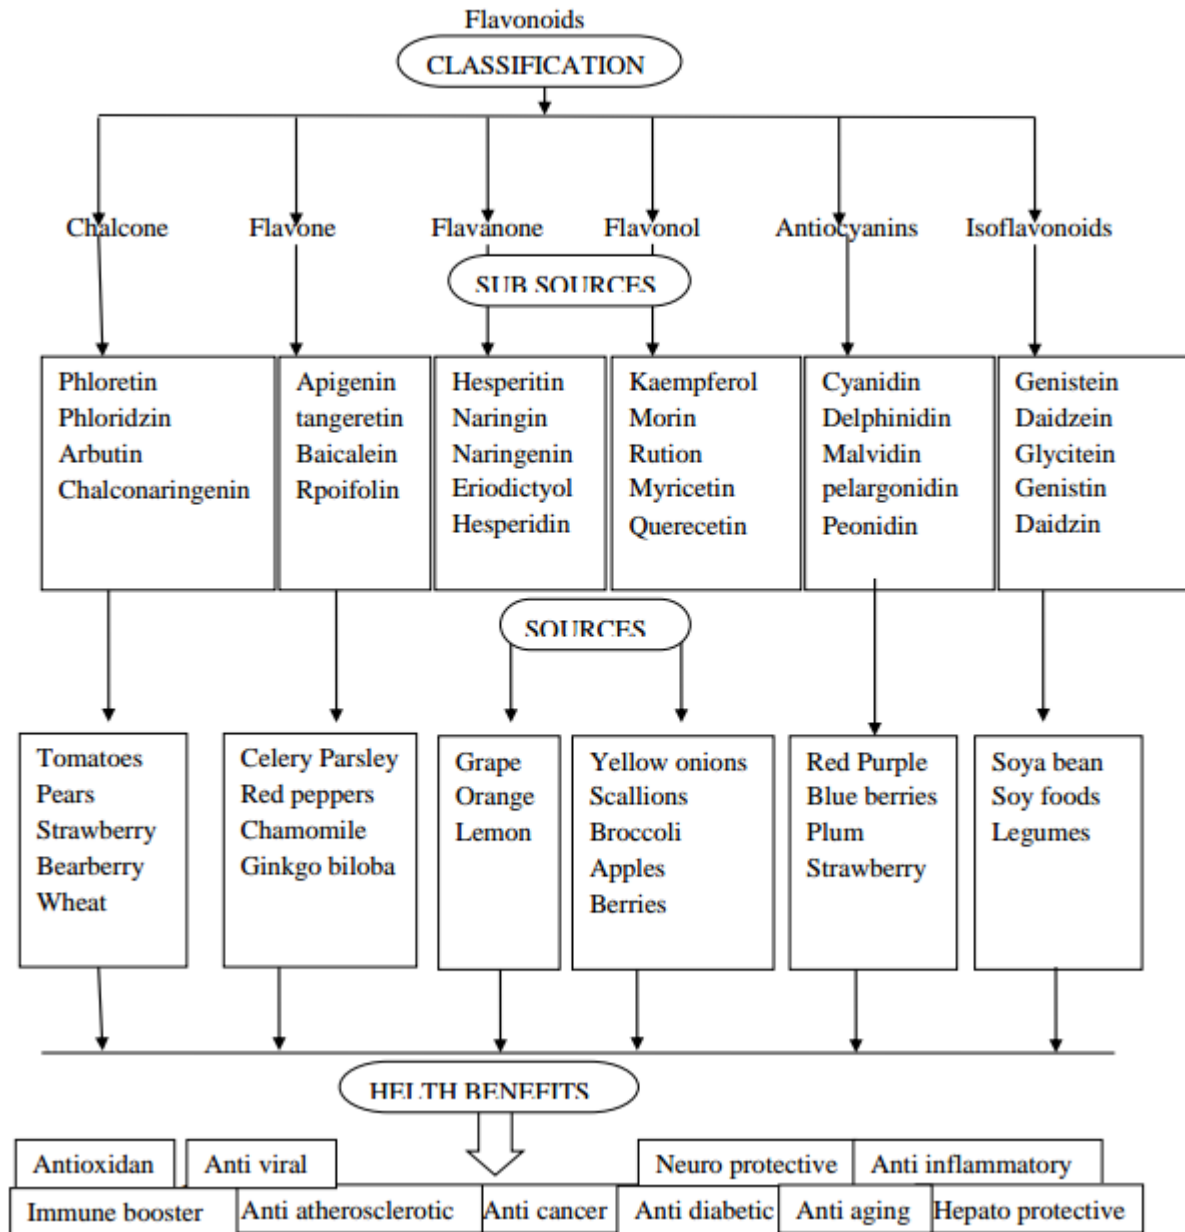 Flavonoids
CLASSIFICATION
Chalcone
Flavone
Flavanone
Flavonol
Antiocyanins
Isoflavonoids
SUB SOURCES
Phloretin
Phloridzin
Arbutin
Chalconaringenin
Apigenin
tangeretin
Baicalein
Rpoifolin
Hesperitin
Naringin
Naringenin
Eriodictyol
Hesperidin
Kaempferol
Morin
Rution
Myricetin
Querecetin
Cyanidin
Delphinidin
Malvidin
pelargonidin
Peonidin
Genistein
Daidzein
Glycitein
Genistin
Daidzin
SOURCES
Tomatoes
Pears
Strawberry
Bearberry
Wheat
Celery Parsley
Red peppers
Chamomile
Ginkgo biloba
Grape
Orange
Lemon
Yellow onions
Scallions
Broccoli
Apples
Berries
Red Purple
Blue berries
Plum
Strawberry
Soya bean
Soy foods
Legumes
HELTH BENEFITS
Antioxidan
Anti viral
Neuro protective
Anti inflammatory
Immune booster
Anti atherosclerotic
Anti cancer
Anti diabetic
Anti aging
Hepato protective